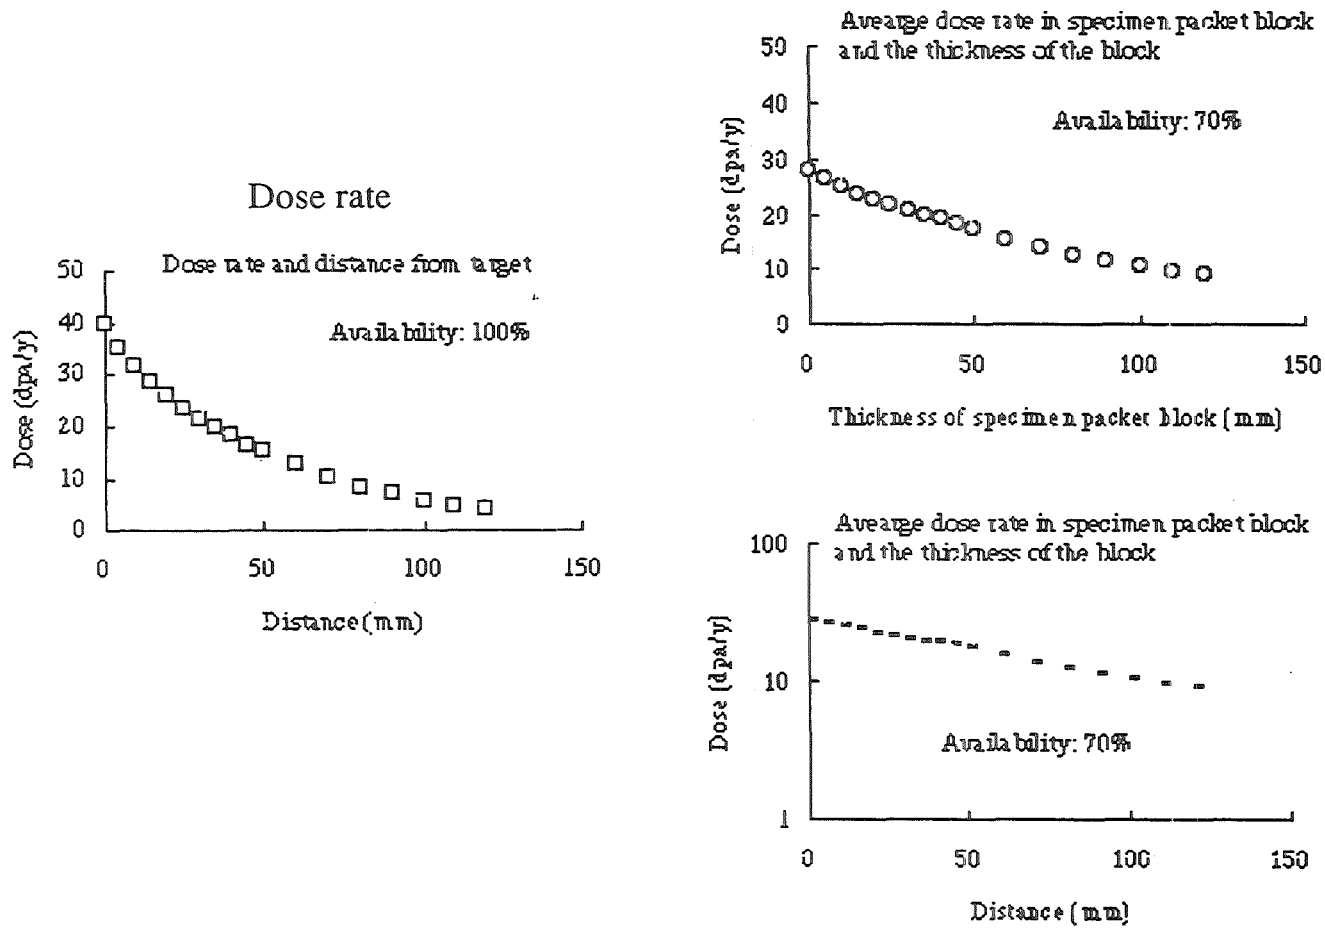 Dose rate
Dose rate and distance from target
Availability: 100%
50
40
30
20
10
0
Dose (dpa/y)
0 50 100 150
Distance (mm)
Avearge dose rate in specimen packet block
and the thickness of the block
Availability: 70%
50
40
30
20
10
0
Dose (dpa/y)
0 50 100 150
Thickness of specimen packet block (mm)
Avearge dose rate in specimen packet block
and the thickness of the block
100
10
1
Dose (dpa/y)
Availability: 70%
0 50 100 150
Distance (mm)